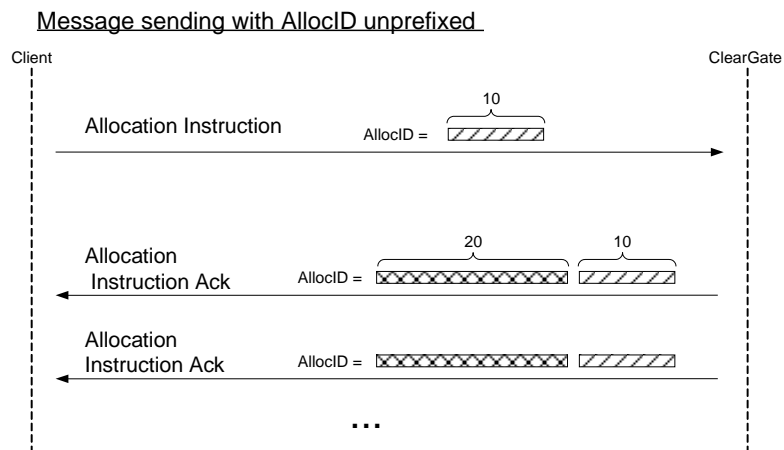 Message sending with AllocID unprefixed
Client
ClearGate
10
Allocation Instruction
AllocID =
20
10
Allocation
Instruction Ack
AllocID =
Allocation
Instruction Ack
AllocID =
...